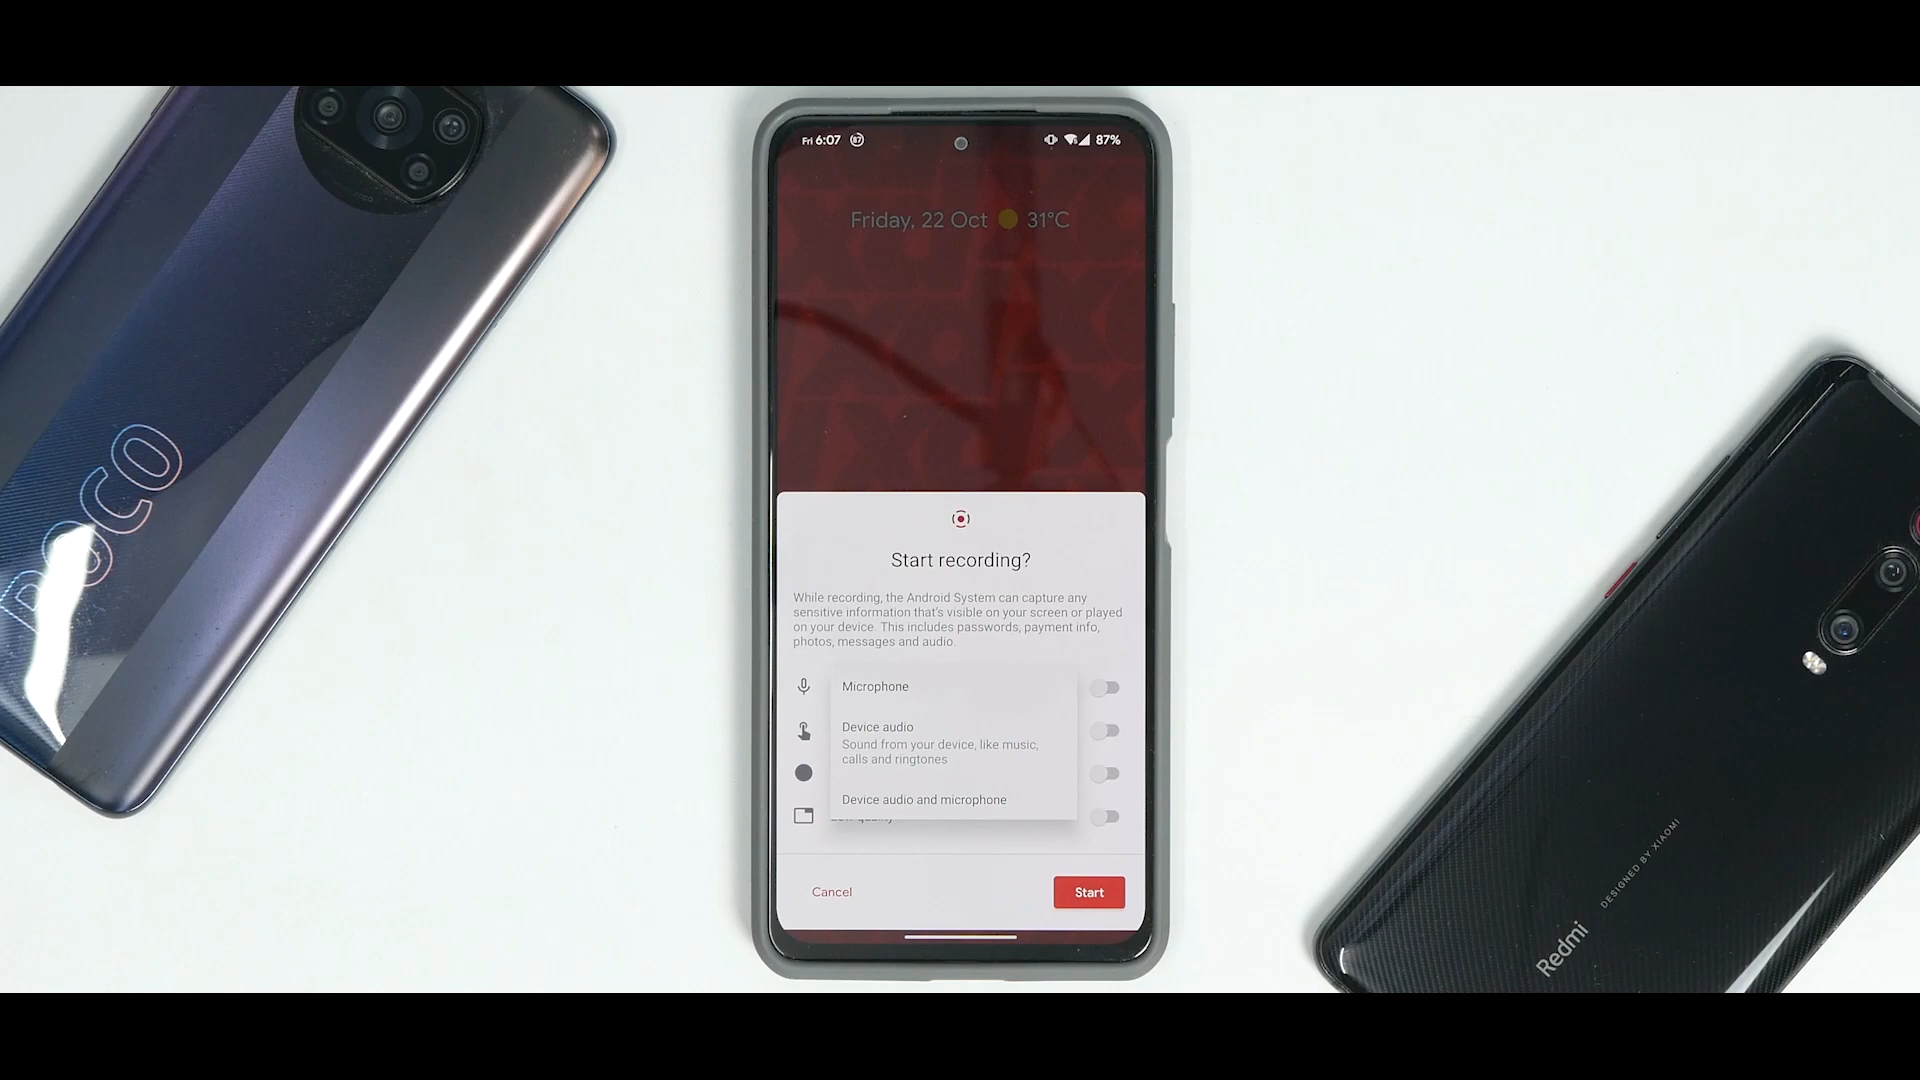 Fri 6:07 87
87%
Friday, 22 Oct 31°C
Start recording?
While recording, the Android System can capture any
sensitive information that's visible on your screen or played
on your device. This includes passwords, payment info,
photos, messages and audio.
Microphone
Device audio
Sound from your device, like music,
calls and ringtones
Device audio and microphone
Low quality
Cancel
Start
POCO
Redmi
DESIGNED BY XIAOMI